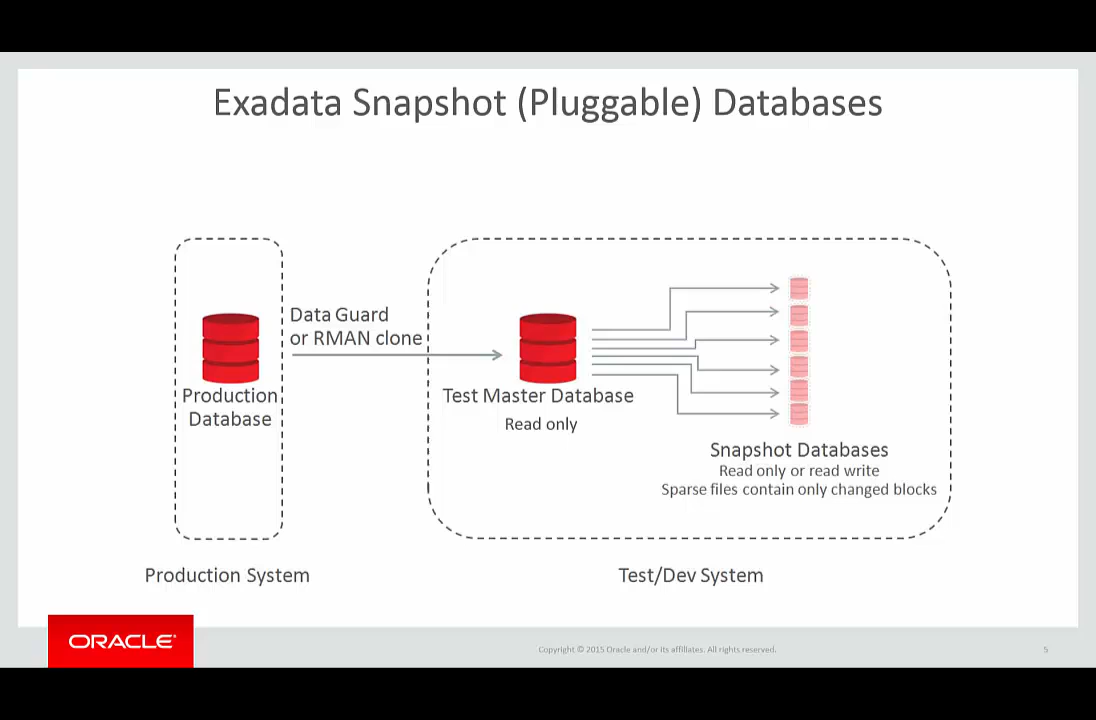 Exadata Snapshot (Pluggable) Databases
Data Guard
or RMAN clone
Production
Database
Test Master Database
Read only
Snapshot Databases
Read only or read write
Sparse files contain only changed blocks
Production System
Test/Dev System
ORACLE®
Copyright © 2015 Oracle and/or its affiliates. All rights reserved.
5